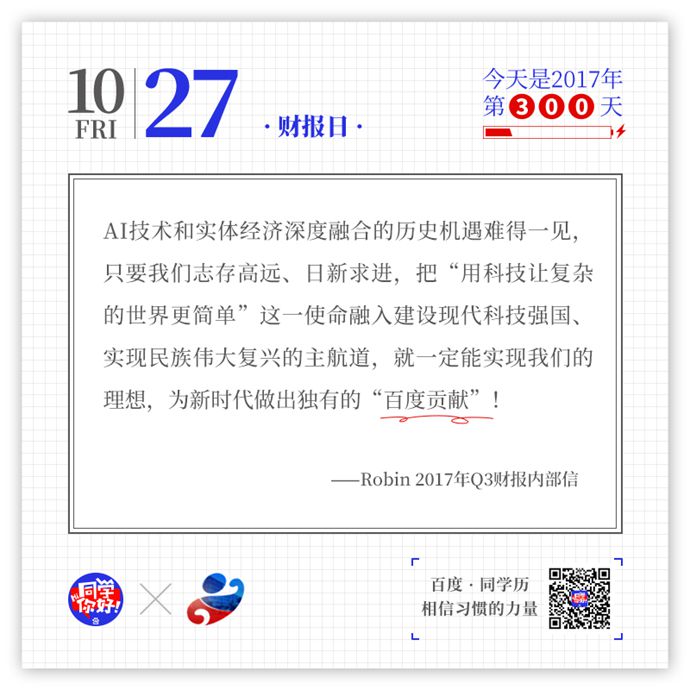 10
FRI
27
·财报日·
今天是2017年
第300天
AI技术和实体经济深度融合的历史机遇难得一见，
只要我们志存高远、日新求进，把“用科技让复杂
的世界更简单”这一使命融入建设现代科技强国、
实现民族伟大复兴的主航道，就一定能实现我们的
理想，为新时代做出独有的“百度贡献”！
——Robin 2017年Q3财报内部信
Hi
同学
你好!
百度·同学历
相信习惯的力量